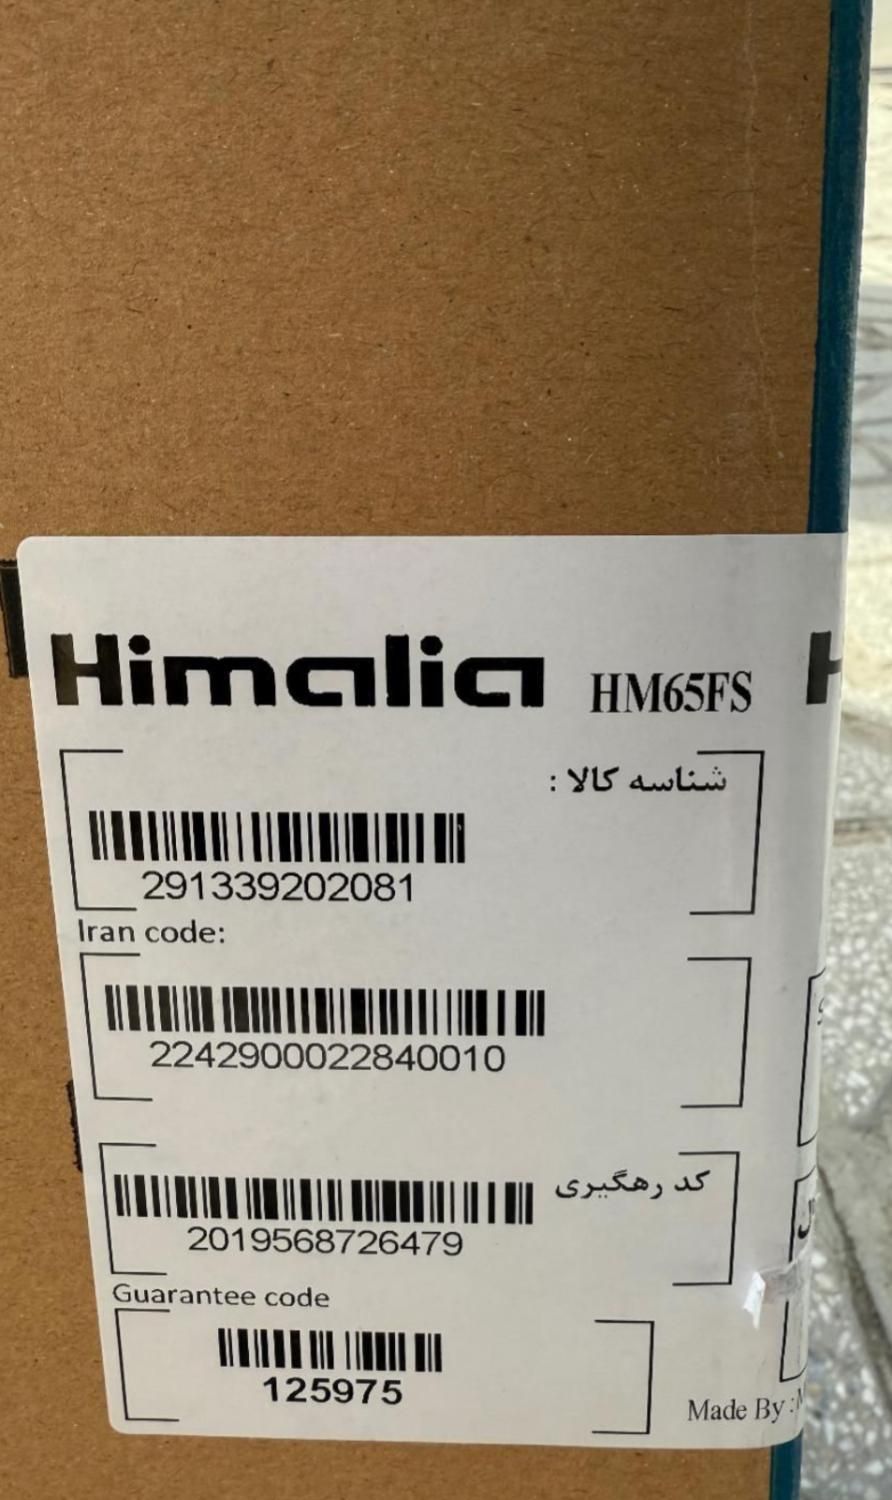 Himalia HM65FS
شناسه کالا :
291339202081
Iran code:
2242900022840010
کد رهگیری
2019568726479
Guarantee code
125975
Made By :